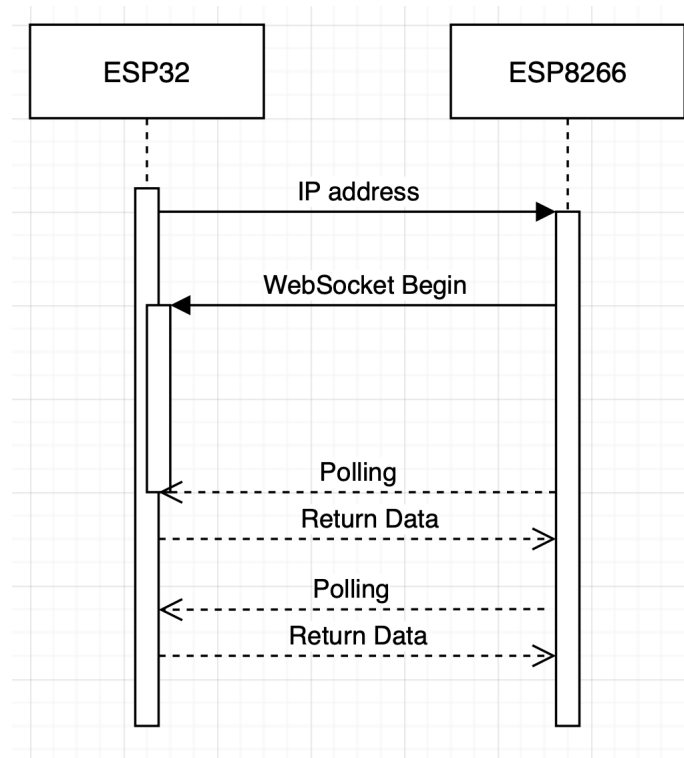 ESP32
ESP8266
IP address
WebSocket Begin
Polling
Return Data
Polling
Return Data